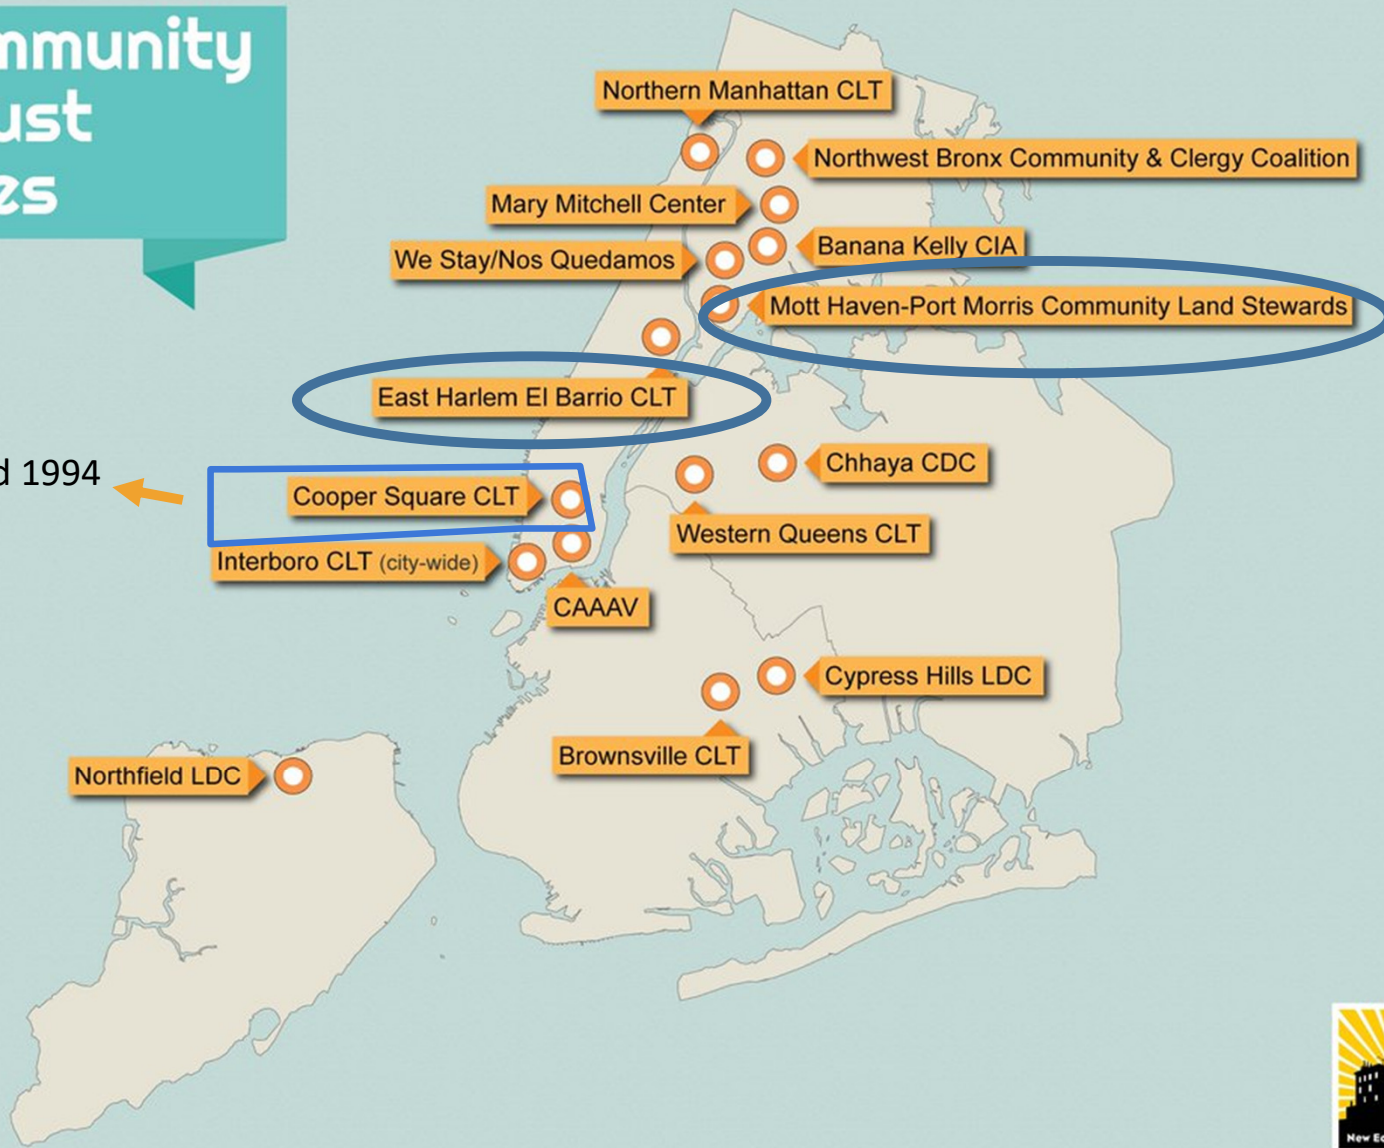 mmunity
ust
es
Northern Manhattan CLT
Northwest Bronx Community & Clergy Coalition
Mary Mitchell Center
Banana Kelly CIA
We Stay/Nos Quedamos
Mott Haven-Port Morris Community Land Stewards
East Harlem El Barrio CLT
d 1994
Chhaya CDC
Cooper Square CLT
Western Queens CLT
Interboro CLT (city-wide)
CAAAV
Cypress Hills LDC
Brownsville CLT
Northfield LDC
New Ec